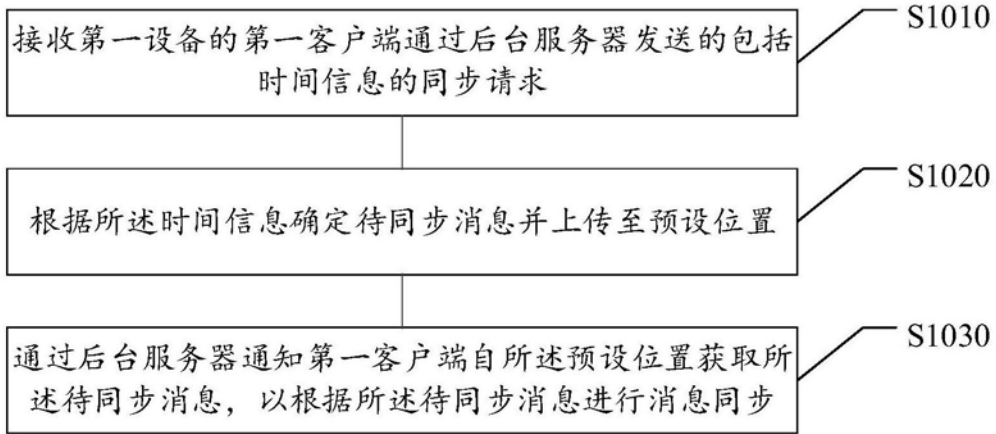 接收第一设备的第一客户端通过后台服务器发送的包括
时间信息的同步请求
S1010
根据所述时间信息确定待同步消息并上传至预设位置
S1020
通过后台服务器通知第一客户端自所述预设位置获取所
述待同步消息，以根据所述待同步消息进行消息同步
S1030